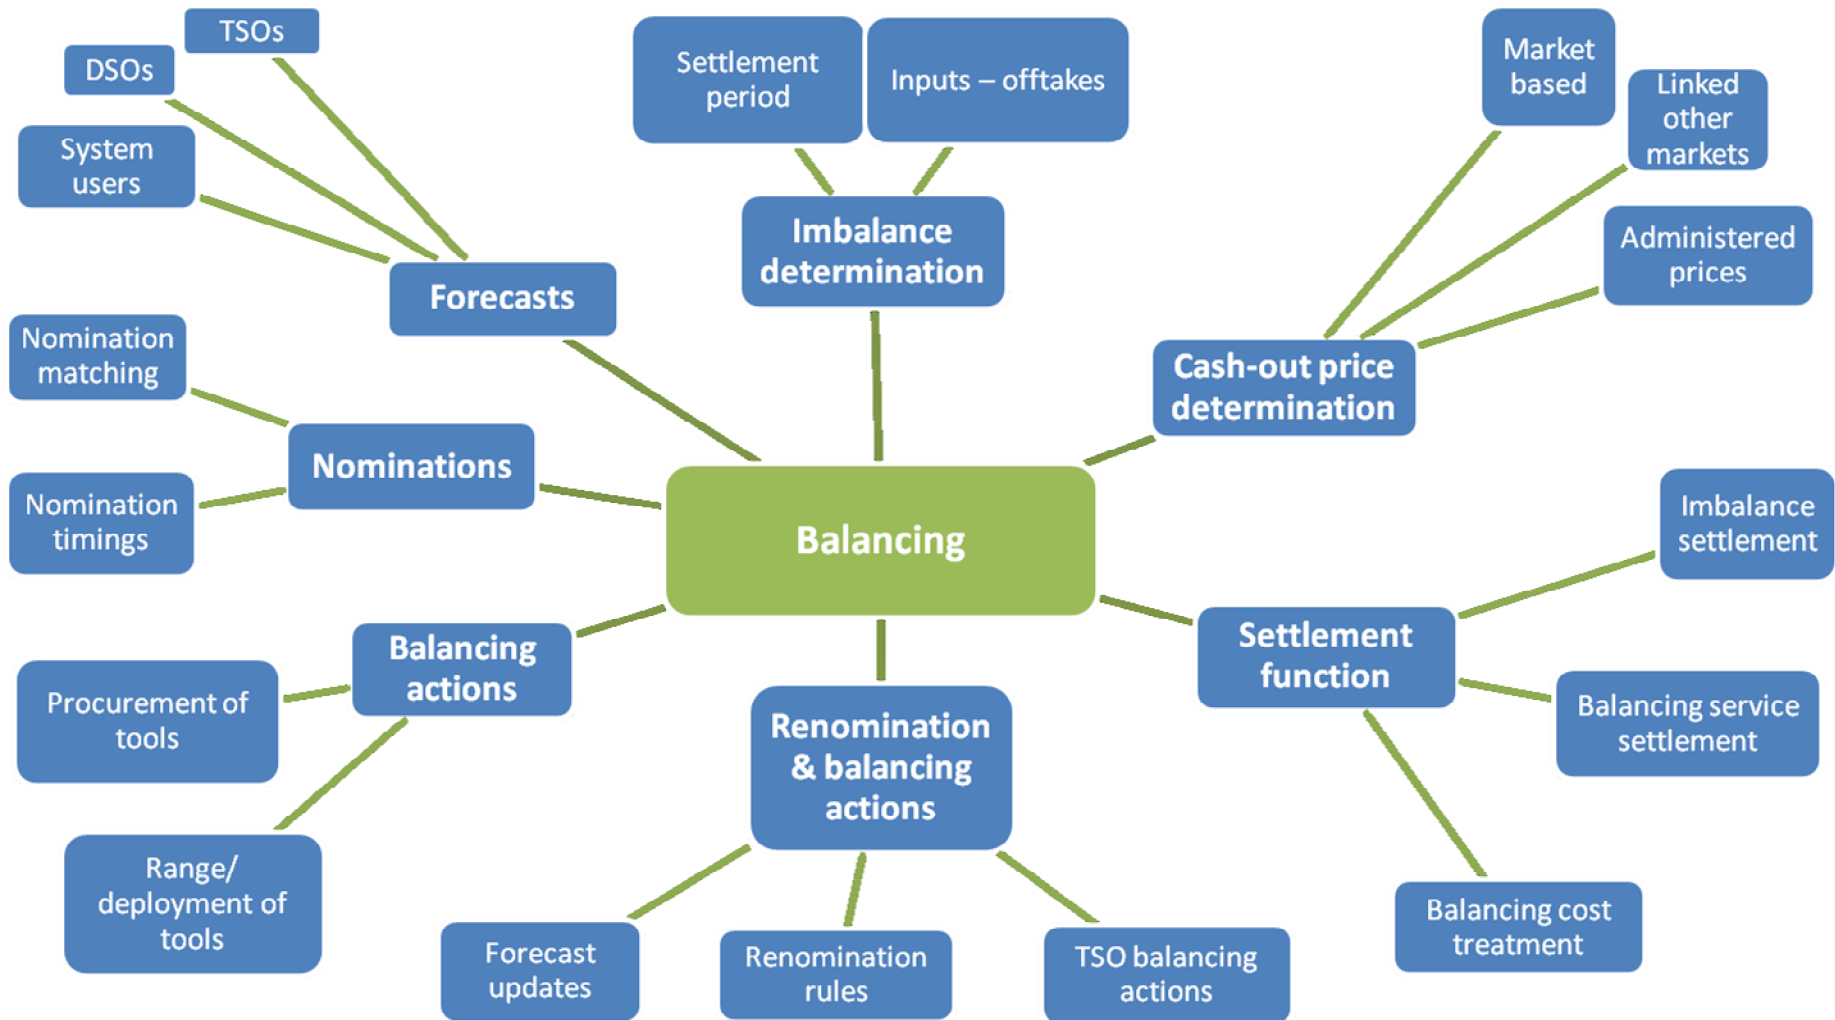 TSOs
DSOs
System
users
Forecasts
Settlement
period
Inputs – offtakes
Imbalance
determination
Market
based
Linked
other
markets
Administered
prices
Cash-out price
determination
Nomination
matching
Nominations
Nomination
timings
Balancing
Imbalance
settlement
Settlement
function
Balancing service
settlement
Balancing cost
treatment
Balancing
actions
Procurement of
tools
Range/
deployment of
tools
Renomination
& balancing
actions
Forecast
updates
Renomination
rules
TSO balancing
actions